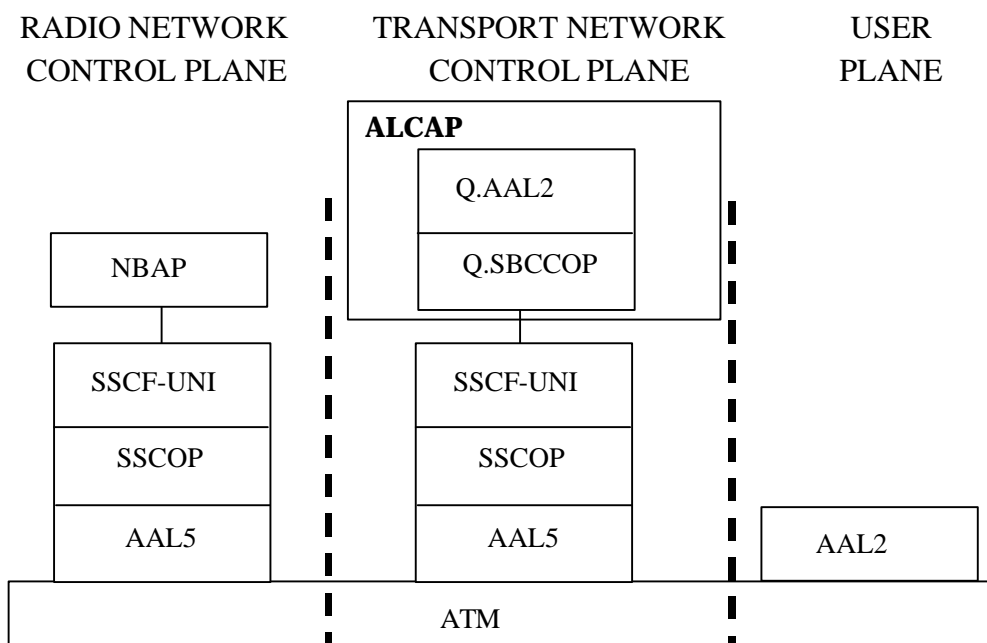 RADIO NETWORK
CONTROL PLANE
TRANSPORT NETWORK
CONTROL PLANE
USER
PLANE
ALCAP
Q.AAL2
Q.SBCCOP
NBAP
SSCF-UNI
SSCOP
AAL5
SSCF-UNI
SSCOP
AAL5
AAL2
ATM